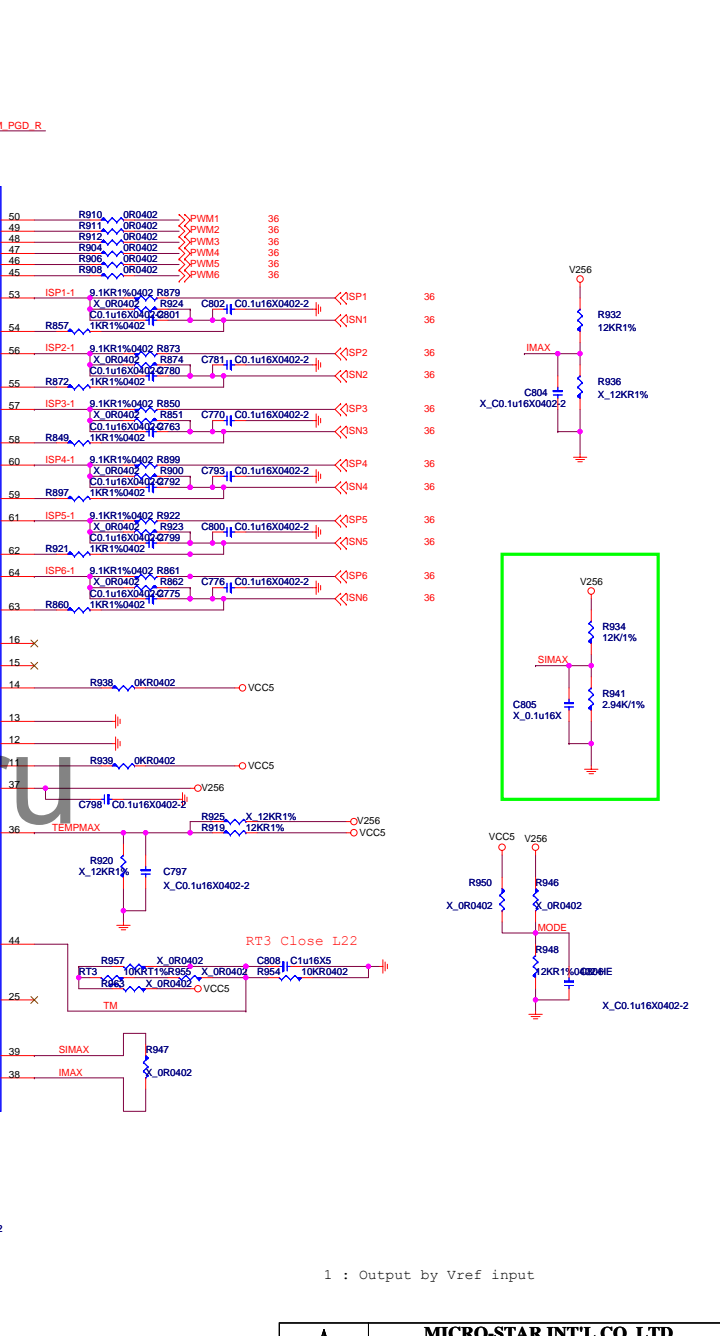 M_PGD_R
50 R910 0R0402 PWM1 36
49 R911 0R0402 PWM2 36
48 R912 0R0402 PWM3 36
47 R904 0R0402 PWM4 36
46 R906 0R0402 PWM5 36
45 R908 0R0402 PWM6 36
53 ISP1-1 9.1KR1%0402 R879 ISP1 36
X_0R0402 R924 C802 C0.1u16X0402-2
C0.1u16X0402-2 C801 ISN1 36
54 R857 1KR1%0402
56 ISP2-1 9.1KR1%0402 R873 ISP2 36
X_0R0402 R874 C781 C0.1u16X0402-2
C0.1u16X0402-2 C780 ISN2 36
55 R872 1KR1%0402
57 ISP3-1 9.1KR1%0402 R850 ISP3 36
X_0R0402 R851 C770 C0.1u16X0402-2
C0.1u16X0402-2 C763 ISN3 36
58 R849 1KR1%0402
60 ISP4-1 9.1KR1%0402 R899 ISP4 36
X_0R0402 R900 C793 C0.1u16X0402-2
C0.1u16X0402-2 C792 ISN4 36
59 R897 1KR1%0402
61 ISP5-1 9.1KR1%0402 R922 ISP5 36
X_0R0402 R923 C800 C0.1u16X0402-2
C0.1u16X0402-2 C799 ISN5 36
62 R921 1KR1%0402
64 ISP6-1 9.1KR1%0402 R861 ISP6 36
X_0R0402 R862 C776 C0.1u16X0402-2
C0.1u16X0402-2 C775 ISN6 36
63 R860 1KR1%0402
16
15
14 R938 0KR0402 VCC5
13
12
11 R939 0KR0402 VCC5
ru
37 V256
C798 C0.1u16X0402-2
R925 X_12KR1% V256
36 TEMPMAX R919 12KR1% VCC5
R920
X_12KR1%
C797
X_C0.1u16X0402-2
RT3 Close L22
44
R957 X_0R0402 C808 C1u16X5
RT3 10KRT1% R955 X_0R0402 R954 10KR0402
R963 X_0R0402 VCC5
25
TM
39 SIMAX
38 IMAX
R947
X_0R0402
V256
R932
12KR1%
IMAX
R936
X_12KR1%
C804
X_C0.1u16X0402-2
V256
R934
12K/1%
SIMAX
R941
2.94K/1%
C805
X_0.1u16X
VCC5 V256
R950
X_0R0402
R946
X_0R0402
MODE
R948
12KR1%0402
X_C0.1u16X0402-2
2
1 : Output by Vref input
MICRO-STAR INT'L CO.,LTD